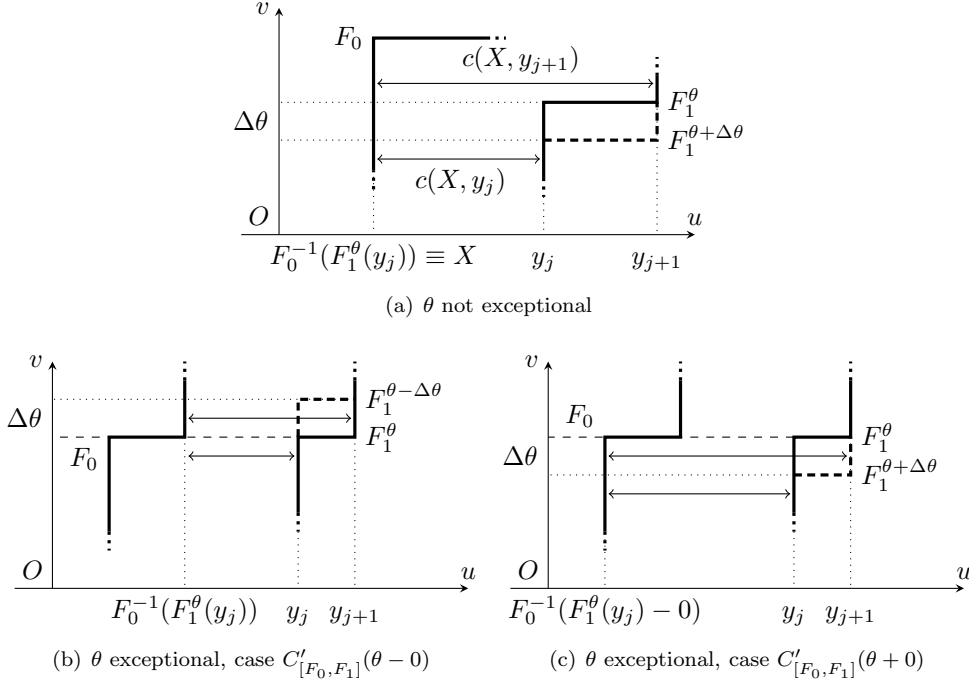 v
F_0
c(X, y_{j+1})
F_1^θ
Δθ
F_1^{θ+Δθ}
c(X, y_j)
O
u
F_0^{-1}(F_1^θ(y_j)) ≡ X
y_j
y_{j+1}
(a) θ not exceptional
v
F_1^{θ−Δθ}
Δθ
F_1^θ
F_0
O
u
F_0^{-1}(F_1^θ(y_j))
y_j
y_{j+1}
(b) θ exceptional, case C'_{[F_0,F_1]}(θ − 0)
v
F_0
F_1^θ
Δθ
F_1^{θ+Δθ}
O
u
F_0^{-1}(F_1^θ(y_j) − 0)
y_j
y_{j+1}
(c) θ exceptional, case C'_{[F_0,F_1]}(θ + 0)